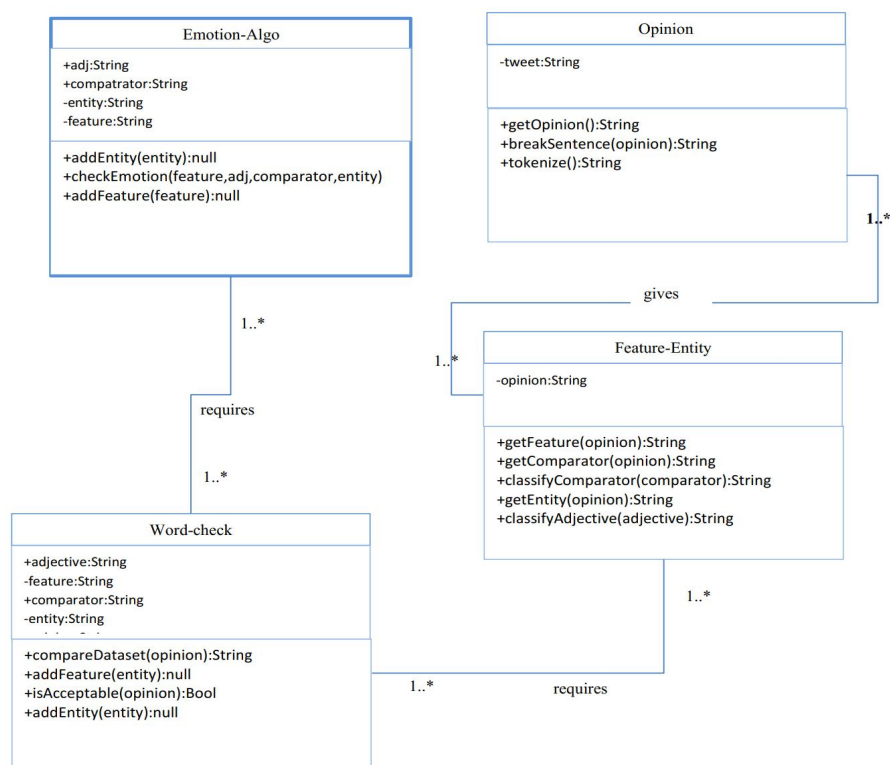 Emotion-Algo
+adj:String
+compatrator:String
-entity:String
-feature:String
+addEntity(entity):null
+checkEmotion(feature,adj,comparator,entity)
+addFeature(feature):null
Opinion
-tweet:String
+getOpinion():String
+breakSentence(opinion):String
+tokenize():String
1..*
gives
1..*
Feature-Entity
-opinion:String
+getFeature(opinion):String
+getComparator(opinion):String
+classifyComparator(comparator):String
+getEntity(opinion):String
+classifyAdjective(adjective):String
1..*
requires
1..*
Word-check
+adjective:String
-feature:String
+comparator:String
-entity:String
+compareDataset(opinion):String
+addFeature(entity):null
+isAcceptable(opinion):Bool
+addEntity(entity):null
1..*
1..*
requires